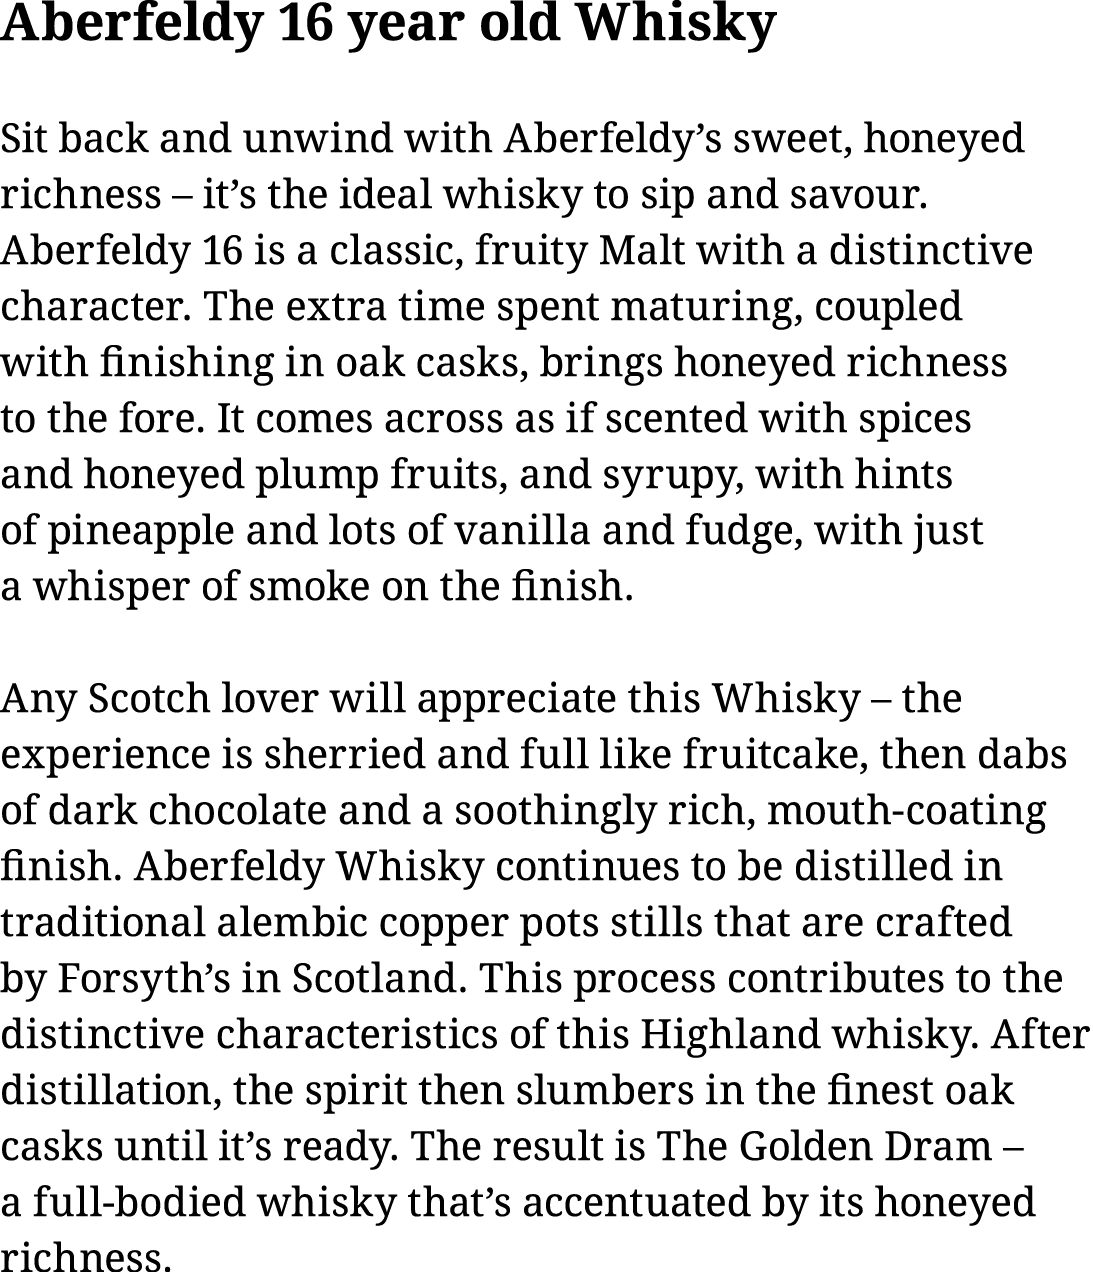 Aberfeldy 16 year old Whisky
Sit back and unwind with Aberfeldy’s sweet, honeyed
richness – it’s the ideal whisky to sip and savour.
Aberfeldy 16 is a classic, fruity Malt with a distinctive
character. The extra time spent maturing, coupled
with finishing in oak casks, brings honeyed richness
to the fore. It comes across as if scented with spices
and honeyed plump fruits, and syrupy, with hints
of pineapple and lots of vanilla and fudge, with just
a whisper of smoke on the finish.
Any Scotch lover will appreciate this Whisky – the
experience is sherried and full like fruitcake, then dabs
of dark chocolate and a soothingly rich, mouth-coating
finish. Aberfeldy Whisky continues to be distilled in
traditional alembic copper pots stills that are crafted
by Forsyth’s in Scotland. This process contributes to the
distinctive characteristics of this Highland whisky. After
distillation, the spirit then slumbers in the finest oak
casks until it’s ready. The result is The Golden Dram –
a full-bodied whisky that’s accentuated by its honeyed
richness.